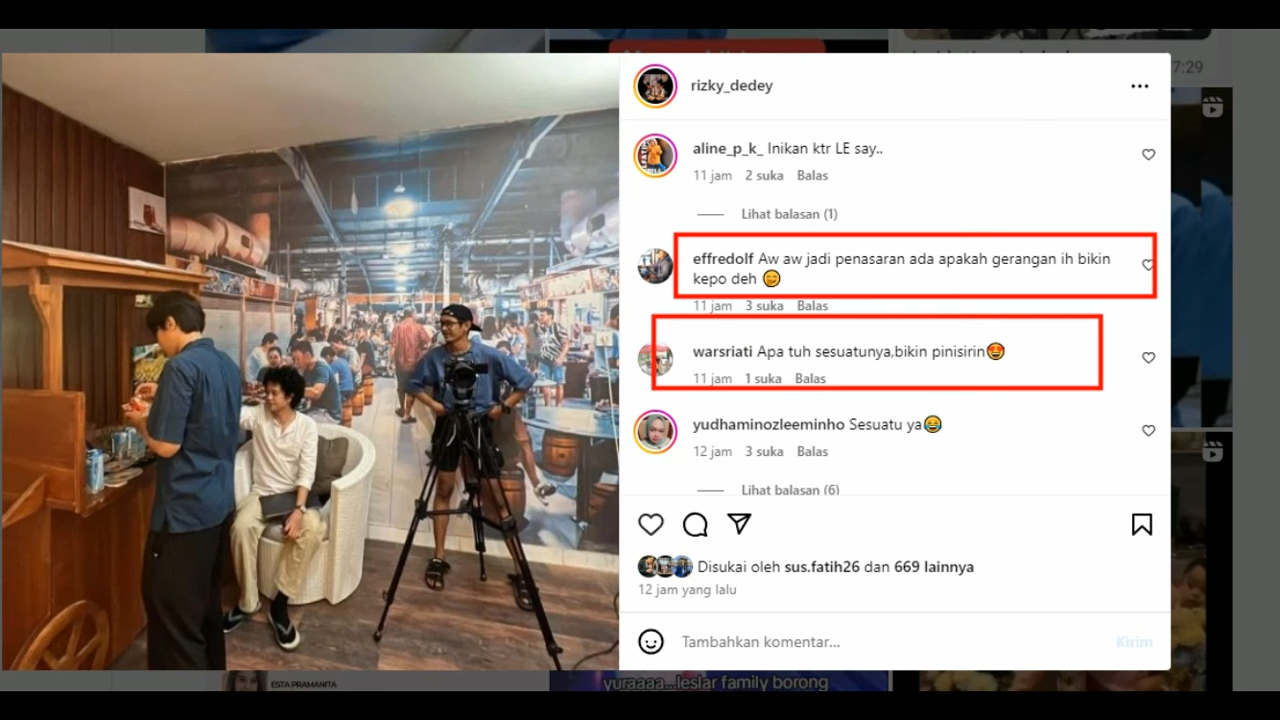 7:29
rizky_dedey
aline_p_k_ Inikan ktr LE say..
11 jam 2 suka Balas
Lihat balasan (1)
effredolf Aw aw jadi penasaran ada apakah gerangan ih bikin
kepo deh 😊
11 jam 3 suka Balas
warsriati Apa tuh sesuatunya,bikin pinisirin🤩
11 jam 1 suka Balas
yudhaminozleeminho Sesuatu ya😂
12 jam 3 suka Balas
Lihat balasan (6)
Disukai oleh sus.fatih26 dan 669 lainnya
12 jam yang lalu
Tambahkan komentar...
Kirim
ESTA PRAMANITA
yuraaaa...leslar family borong